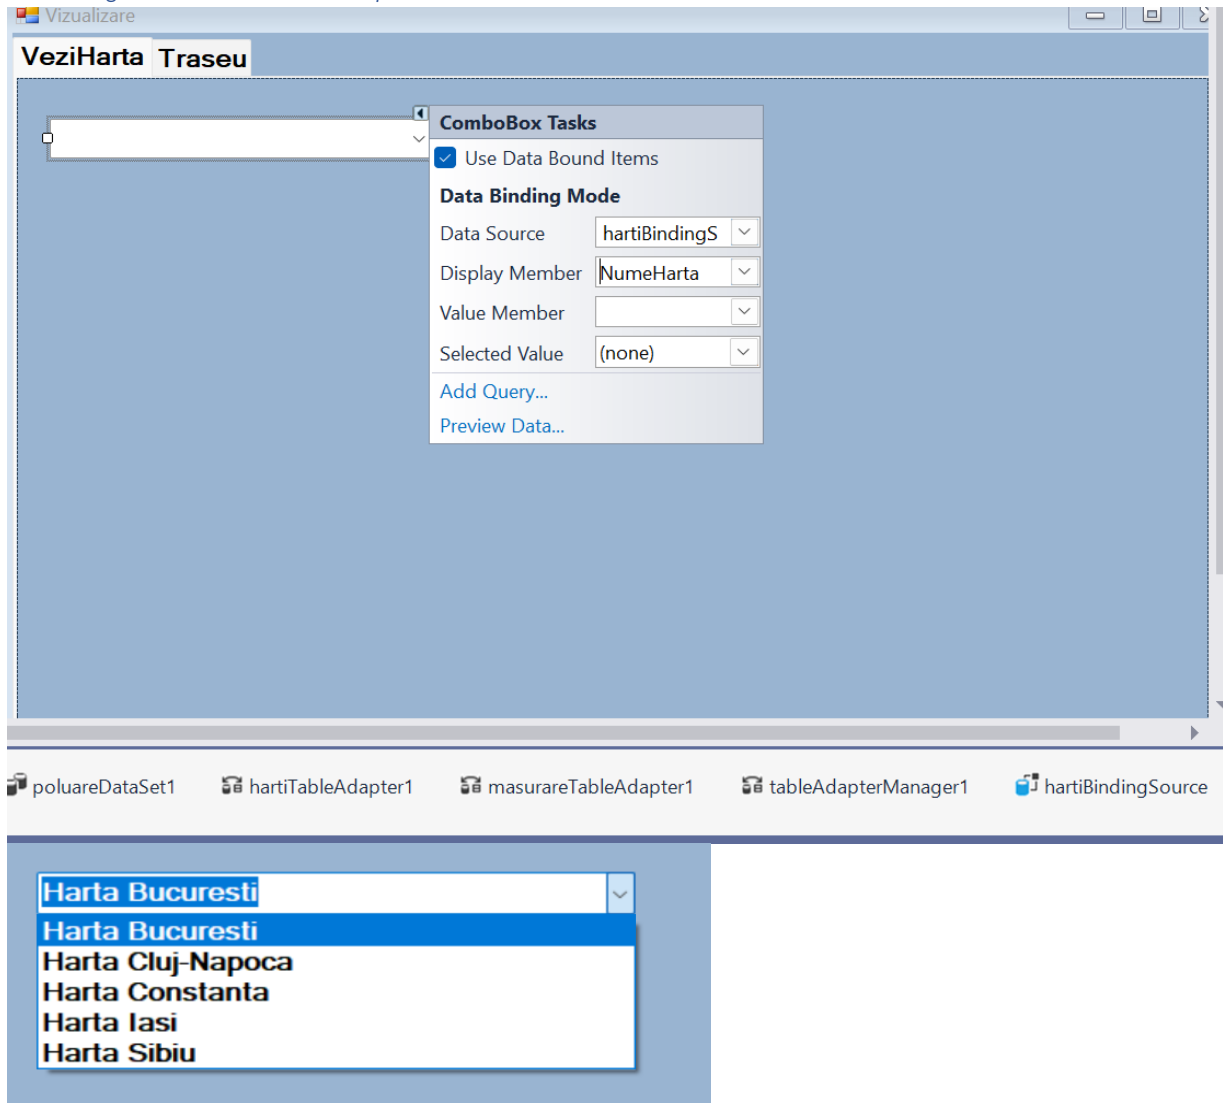 Vizualizare
VeziHarta Traseu
ComboBox Tasks
Use Data Bound Items
Data Binding Mode
Data Source hartiBindingS
Display Member NumeHarta
Value Member
Selected Value (none)
Add Query...
Preview Data...
poluareDataSet1 hartiTableAdapter1 masurareTableAdapter1 tableAdapterManager1 hartiBindingSource
Harta Bucuresti
Harta Bucuresti
Harta Cluj-Napoca
Harta Constanta
Harta Iasi
Harta Sibiu